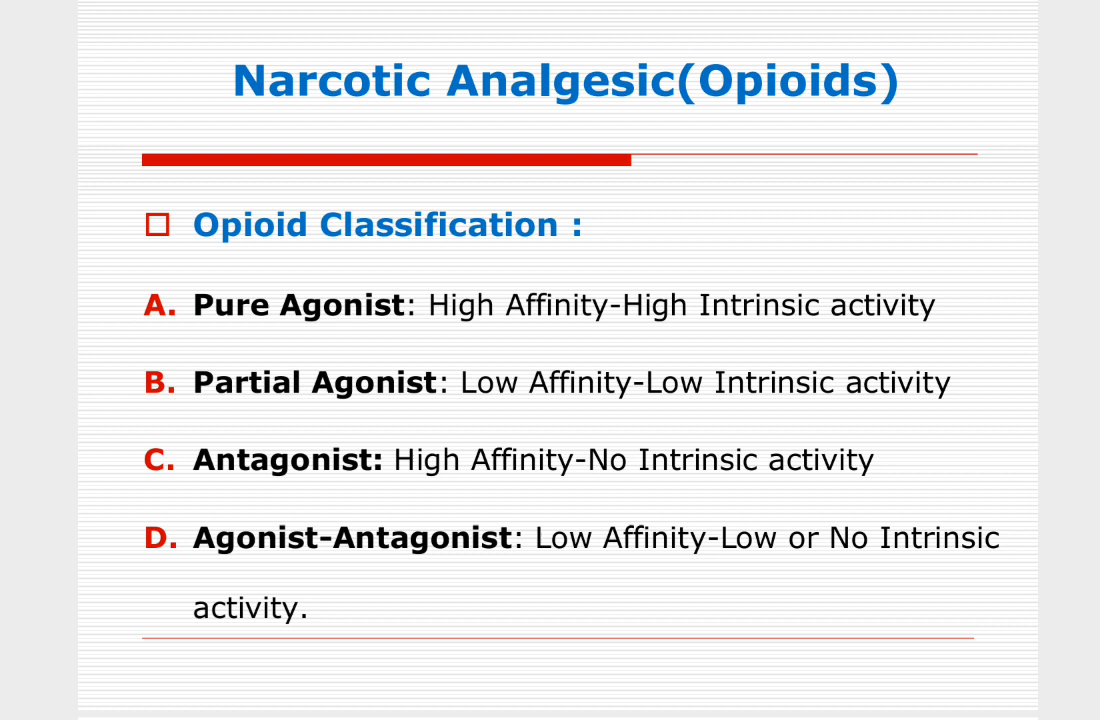 Narcotic Analgesic(Opioids)
Opioid Classification :
A. Pure Agonist: High Affinity-High Intrinsic activity
B. Partial Agonist: Low Affinity-Low Intrinsic activity
C. Antagonist: High Affinity-No Intrinsic activity
D. Agonist-Antagonist: Low Affinity-Low or No Intrinsic
activity.